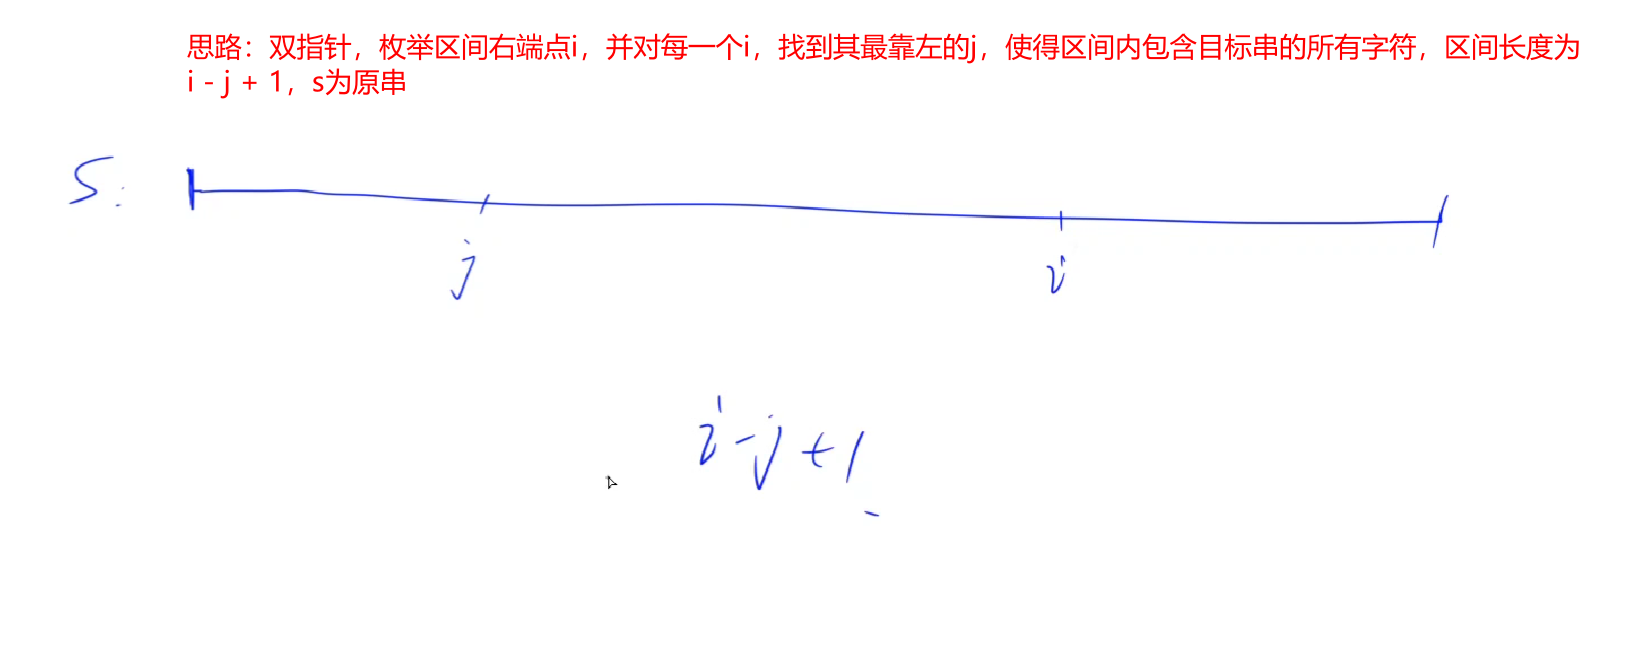 思路：双指针，枚举区间右端点i，并对每一个i，找到其最靠左的j，使得区间内包含目标串的所有字符，区间长度为
i - j + 1，s为原串
S:
j
i
i-j+1